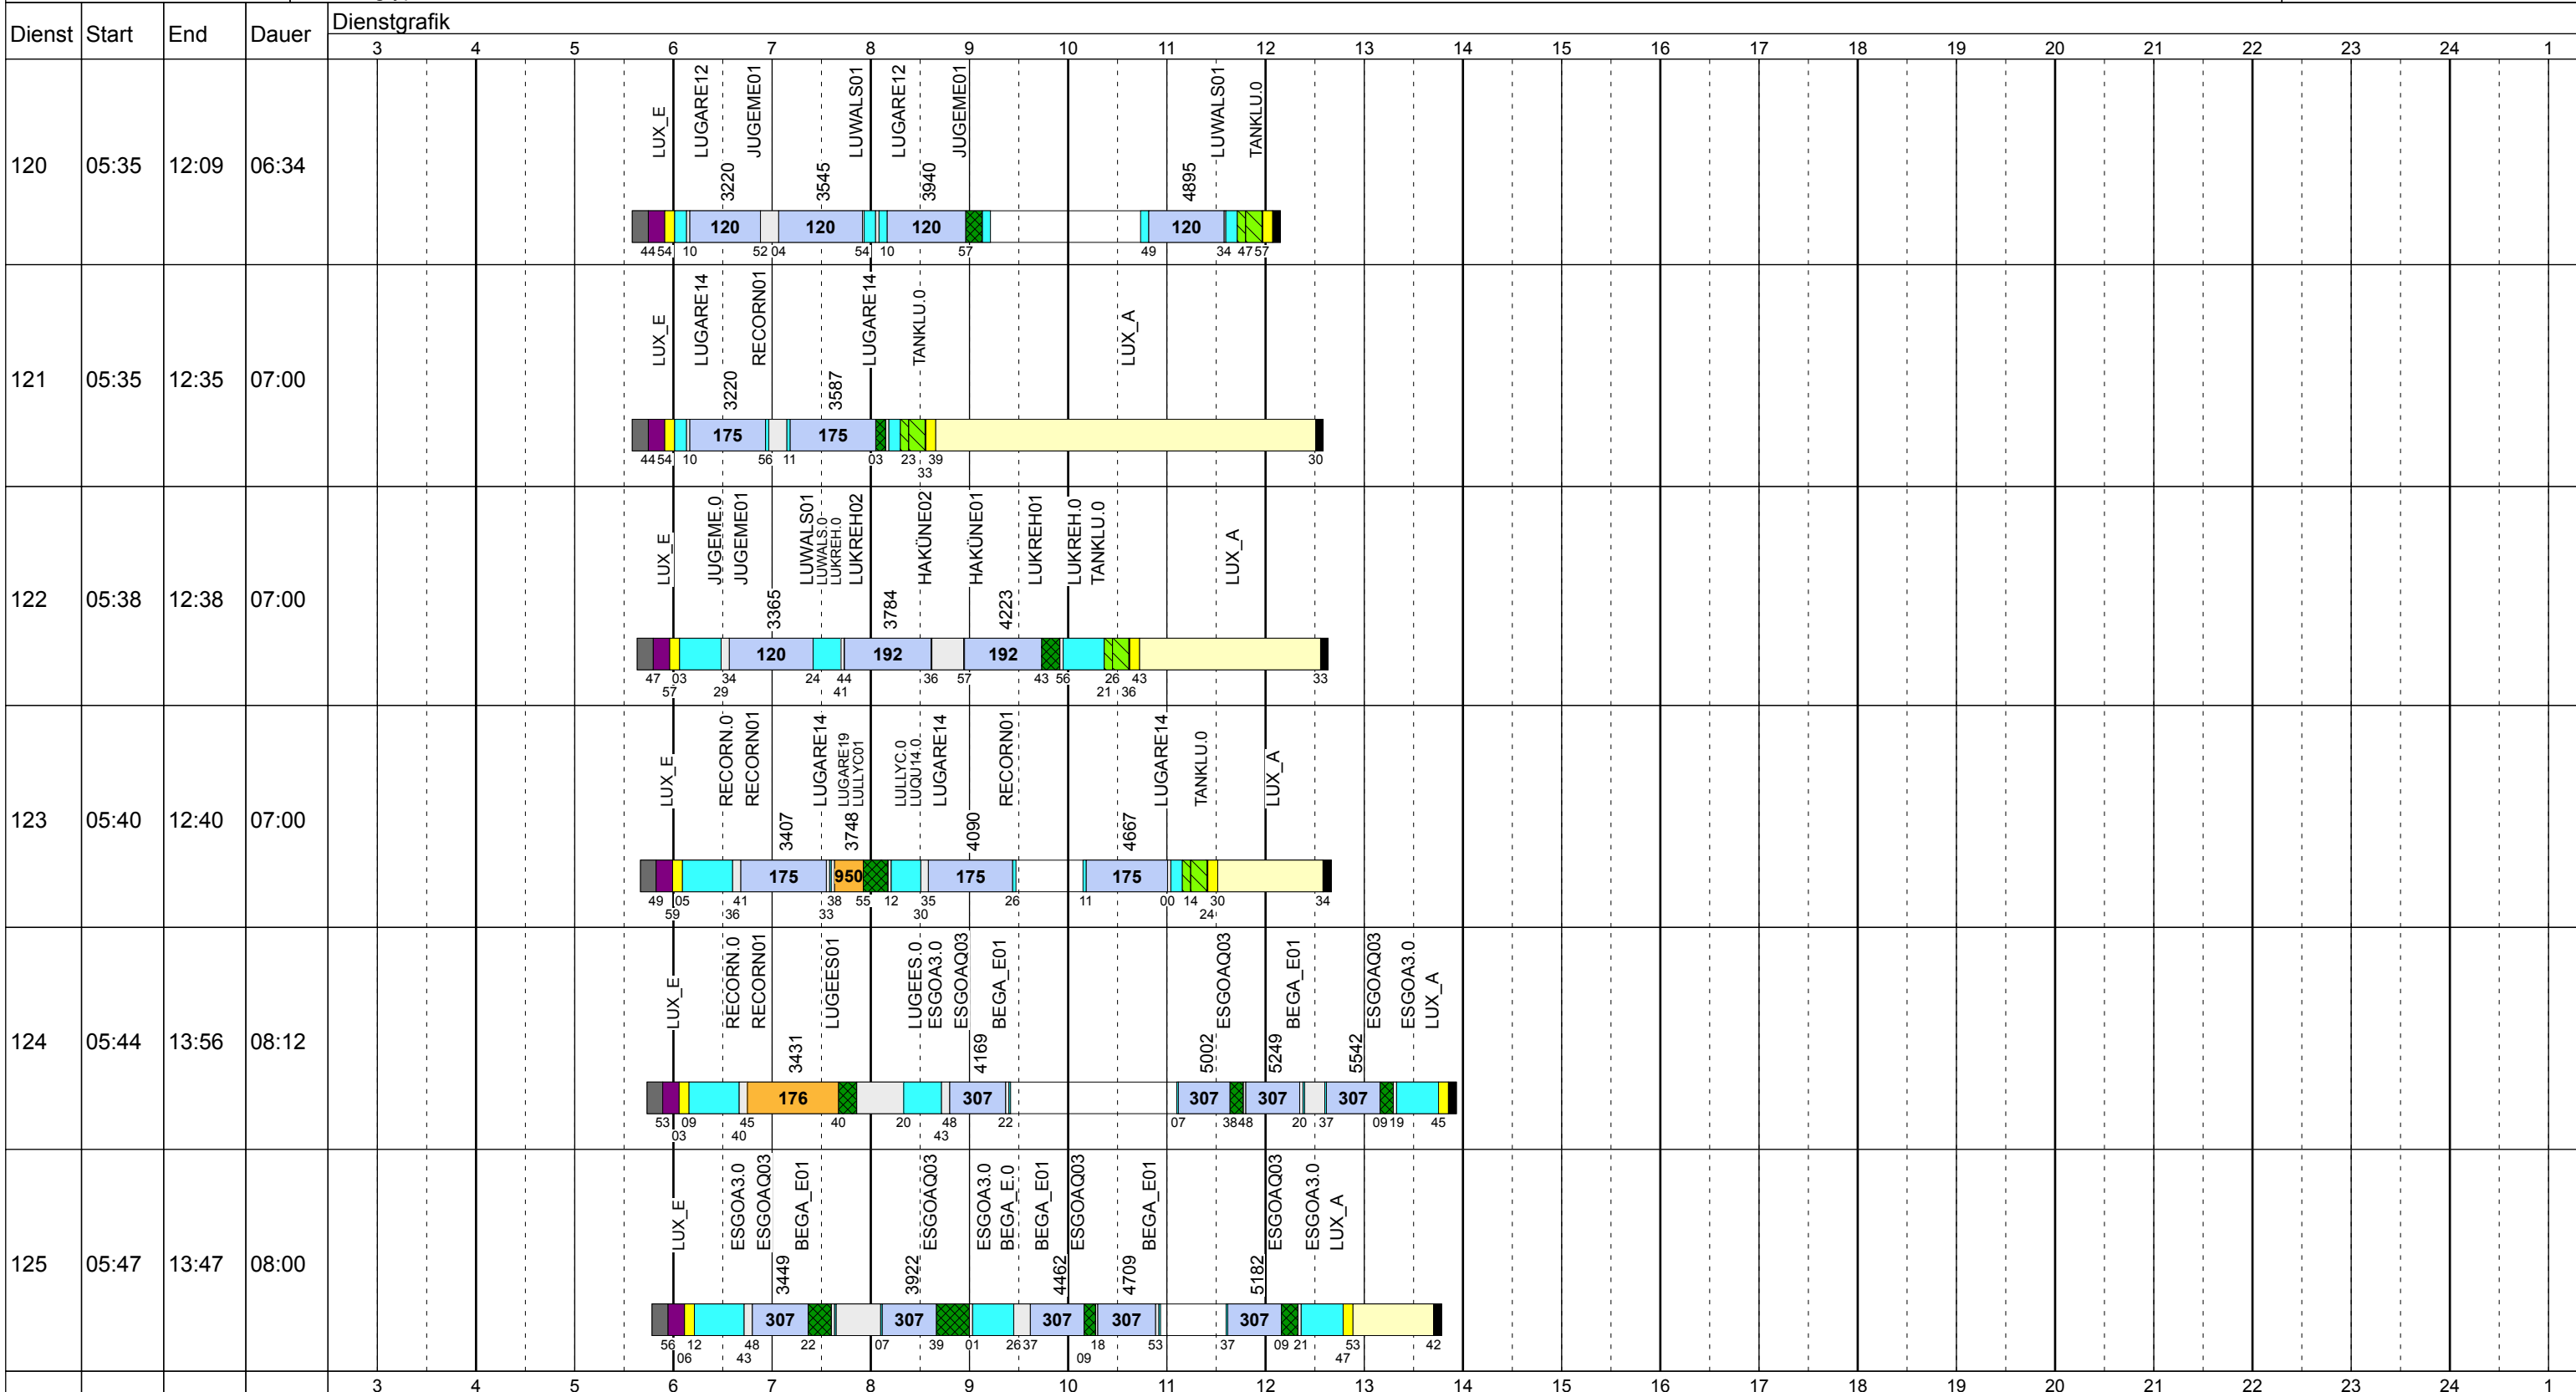 Dienst Start End Dauer Dienstgrafik
3 4 5 6 7 8 9 10 11 12 13 14 15 16 17 18 19 20 21 22 23 24 1
LUX_E LUGARE12 JUGEME01 LUWALS01 LUGARE12 JUGEME01 LUWALS01 TANKLU.0
3220 3545 3940 4895
120 05:35 12:09 06:34
120 120 120 120
44 54 10 52 04 54 10 57 49 34 47 57
LUX_E LUGARE14 RECORN01 LUGARE14 TANKLU.0 LUX_A
3220 3587
121 05:35 12:35 07:00
175 175
44 54 10 56 11 03 23 39 30
33
LUX_E JUGEME.0 JUGEME01 LUWALS01 LUWALS.0 LUKREH.0 LUKREH02 HAKÜNE02 HAKÜNE01 LUKREH01 LUKREH.0 TANKLU.0 LUX_A
3365 3784 4223
122 05:38 12:38 07:00
120 192 192
47 03 34 24 44 36 57 43 56 26 43 33
57 29 41 21 36
LUX_E RECORN.0 RECORN01 LUGARE14 LUGARE19 LULLYC01 LULLYC.0 LUQU14.0 LUGARE14 RECORN01 LUGARE14 TANKLU.0 LUX_A
3407 3748 4090 4667
123 05:40 12:40 07:00
175 950 175 175
49 05 41 38 55 12 35 26 11 00 14 30 34
59 36 33 30 24
LUX_E RECORN.0 RECORN01 LUGEES01 LUGEES.0 ESGOA3.0 ESGOAQ03 BEGA_E01 ESGOAQ03 BEGA_E01 ESGOAQ03 ESGOA3.0 LUX_A
3431 4169 5002 5249 5542
124 05:44 13:56 08:12
176 307 307 307 307
53 09 45 40 20 48 22 07 38 48 20 37 09 19 45
03 40 43
LUX_E ESGOA3.0 ESGOAQ03 BEGA_E01 ESGOAQ03 ESGOA3.0 BEGA_E.0 BEGA_E01 ESGOAQ03 BEGA_E01 ESGOAQ03 ESGOA3.0 LUX_A
3449 3922 4462 4709 5182
125 05:47 13:47 08:00
307 307 307 307 307
56 12 48 22 07 39 01 26 37 18 53 37 09 21 53 42
06 43 09 47
3 4 5 6 7 8 9 10 11 12 13 14 15 16 17 18 19 20 21 22 23 24 1